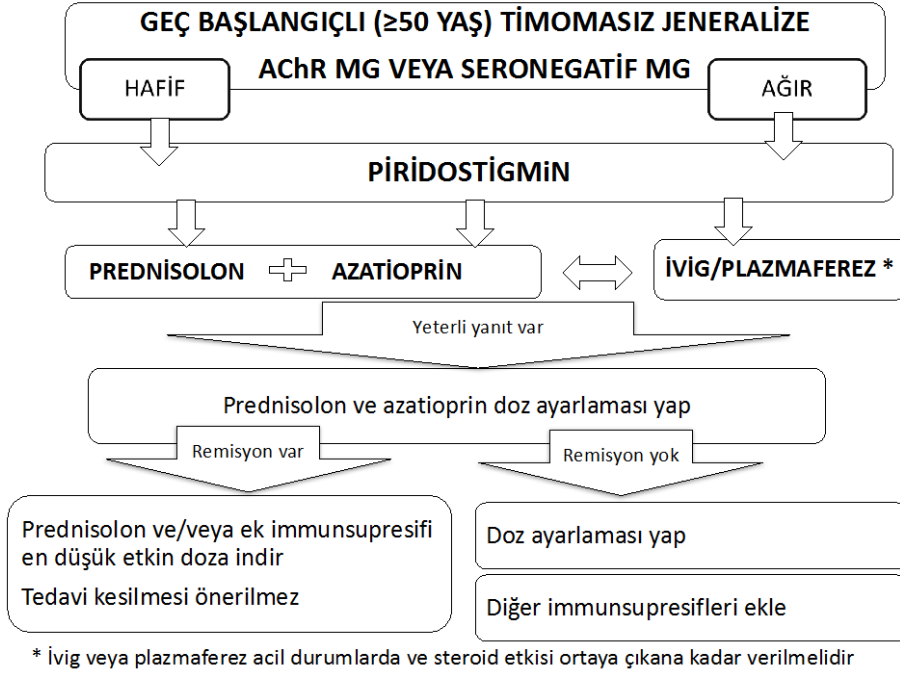 GEÇ BAŞLANGIÇLI (≥50 YAŞ) TİMOMASIZ JENERALİZE
AChR MG VEYA SERONEGATİF MG
HAFİF
AĞIR
PİRİDOSTİGMiN
PREDNİSOLON
AZATİOPRİN
İVİG/PLAZMAFEREZ *
Yeterli yanıt var
Prednisolon ve azatioprin doz ayarlaması yap
Remisyon var
Remisyon yok
Prednisolon ve/veya ek immunsupresifi
en düşük etkin doza indir
Tedavi kesilmesi önerilmez
Doz ayarlaması yap
Diğer immunsupresifleri ekle
* İvig veya plazmaferez acil durumlarda ve steroid etkisi ortaya çıkana kadar verilmelidir